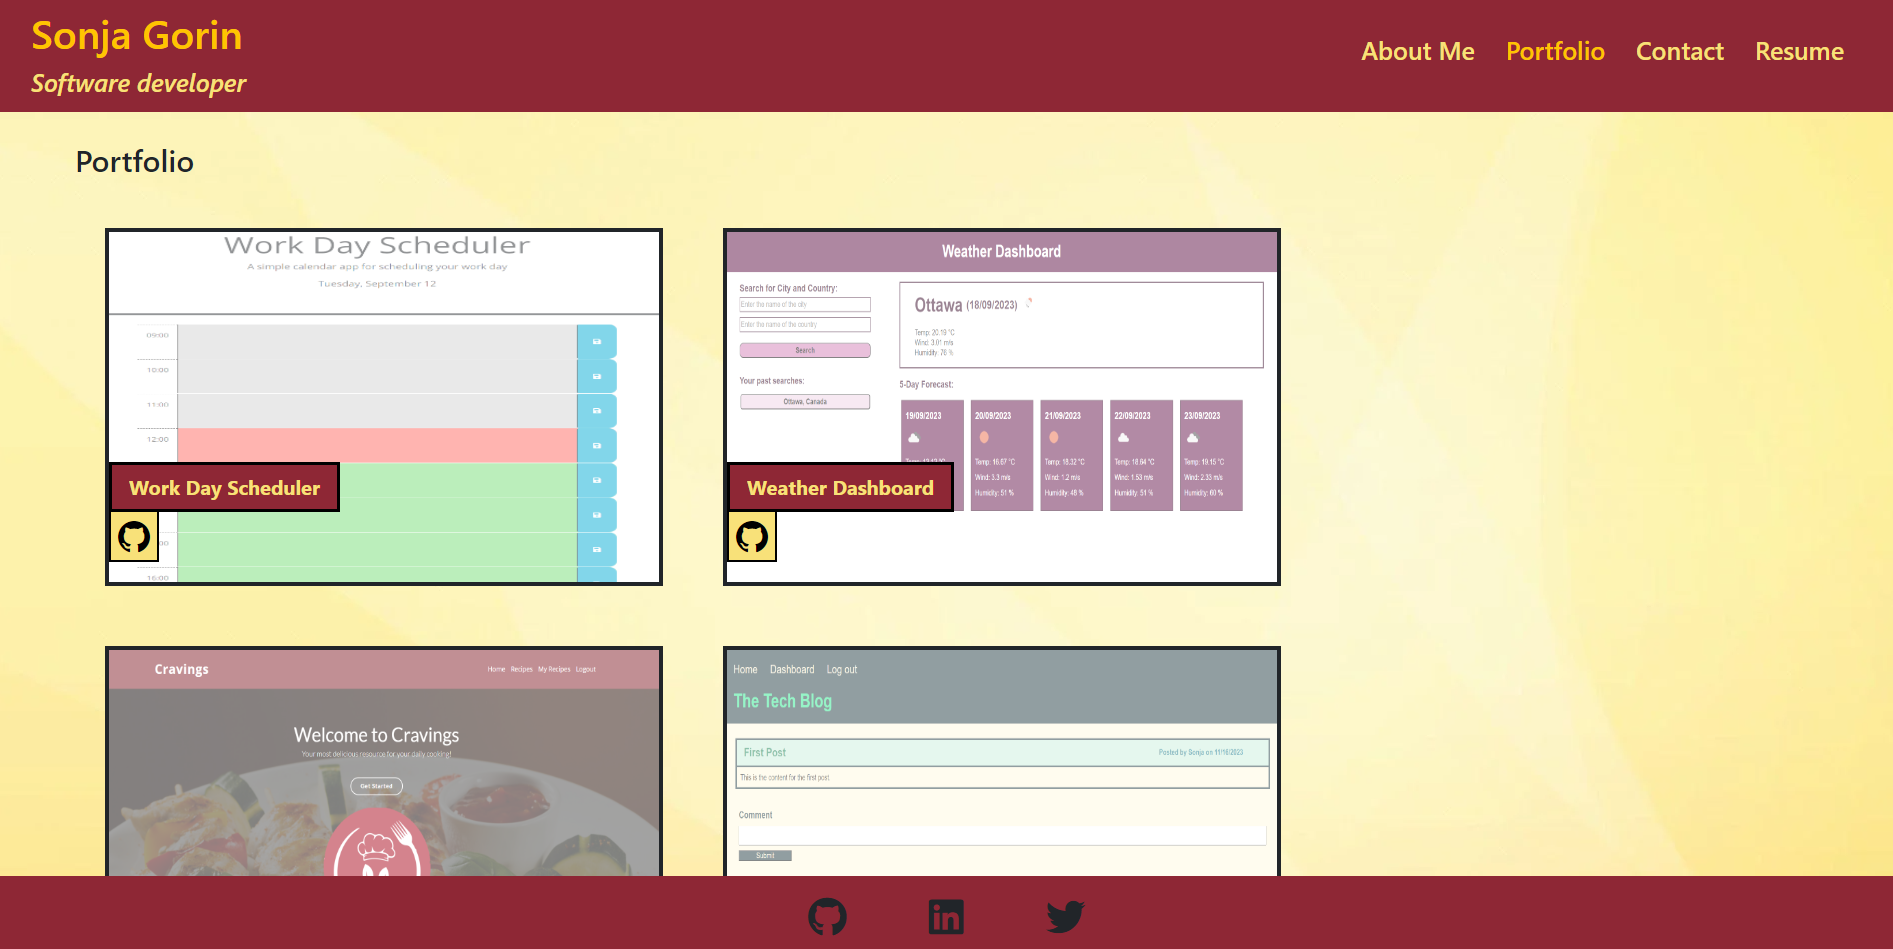 Sonja Gorin
Software developer
About Me Portfolio Contact Resume
Portfolio
Work Day Scheduler
A simple calendar app for scheduling your work day
Tuesday, September 12
09:00
10:00
11:00
12:00
Work Day Scheduler
:00
16:00
Weather Dashboard
Search for City and Country:
Enter the name of the city
Enter the name of the country
Search
Your past searches:
Ottawa, Canada
Ottawa (18/09/2023)
Temp: 20.19 °C
Wind: 3.01 m/s
Humidity: 76 %
5-Day Forecast:
19/09/2023 20/09/2023 21/09/2023 22/09/2023 23/09/2023
Temp: 16.67 °C Temp: 18.32 °C Temp: 18.64 °C Temp: 19.15 °C
Wind: 3.3 m/s Wind: 1.2 m/s Wind: 1.53 m/s Wind: 2.33 m/s
Humidity: 51 % Humidity: 48 % Humidity: 51 % Humidity: 60 %
Weather Dashboard
Cravings
Home Recipes My Recipes Logout
Welcome to Cravings
Your most delicious resource for your daily cooking!
Get Started
Home Dashboard Log out
The Tech Blog
First Post
Posted by Sonja on 11/10/2023
This is the content for the first post.
Comment
Submit
in